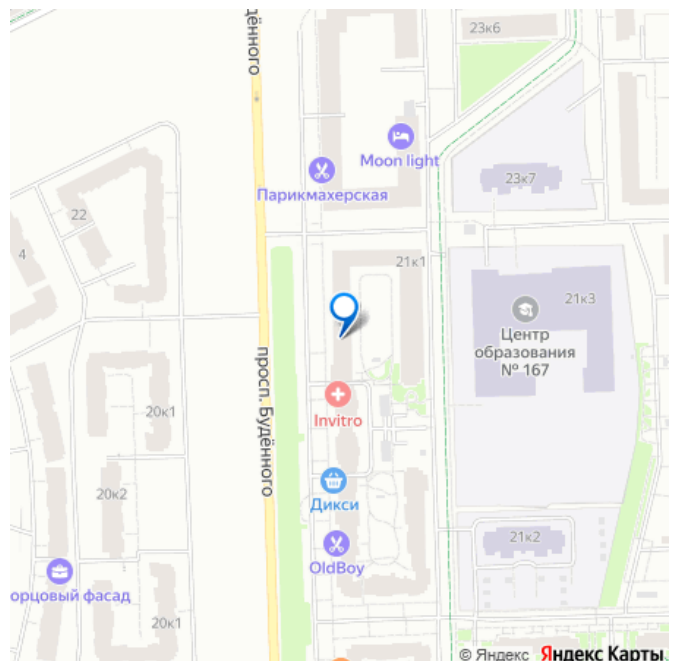 дённого
23к6
Moon light
Парикмахерская
23к7
22
4
21к1
21к3
Центр
образования
№ 167
просп. Будённого
20к1
Invitro
20к2
Дикси
21к2
OldBoy
орцовый фасад
20к1
© Яндекс Яндекс Карты